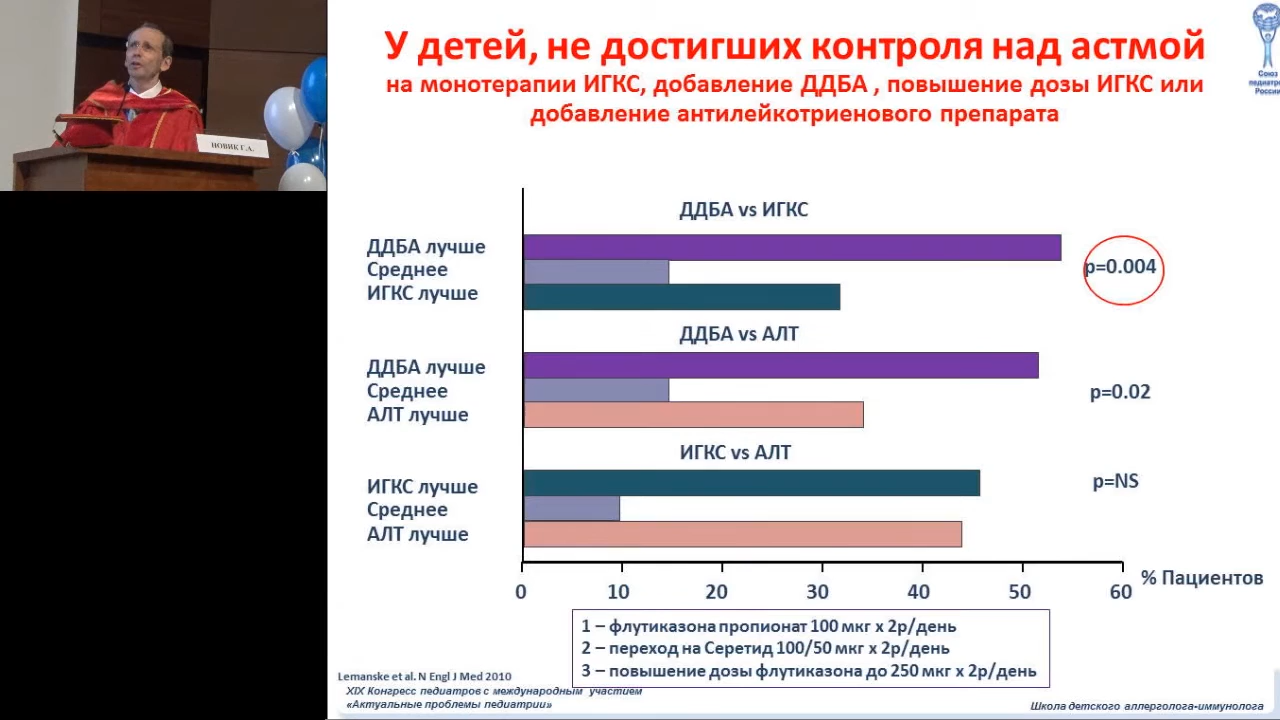 НОВИК Г.А.
У детей, не достигших контроля над астмой
на монотерапии ИГКС, добавление ДДБА , повышение дозы ИГКС или
добавление антилейкотриенового препарата
Союз
педиатр
России
ДДБА vs ИГКС
ДДБА лучше
Среднее
ИГКС лучше
p=0.004
ДДБА vs АЛТ
ДДБА лучше
Среднее
АЛТ лучше
p=0.02
ИГКС vs АЛТ
ИГКС лучше
Среднее
АЛТ лучше
p=NS
0 10 20 30 40 50 60
% Пациентов
1 – флутиказона пропионат 100 мкг х 2р/день
2 – переход на Серетид 100/50 мкг х 2р/день
3 – повышение дозы флутиказона до 250 мкг х 2р/день
Lemanske et al. N Engl J Med 2010
XIX Конгресс педиатров с международным участием
«Актуальные проблемы педиатрии»
Школа детского аллерголога-иммунолога